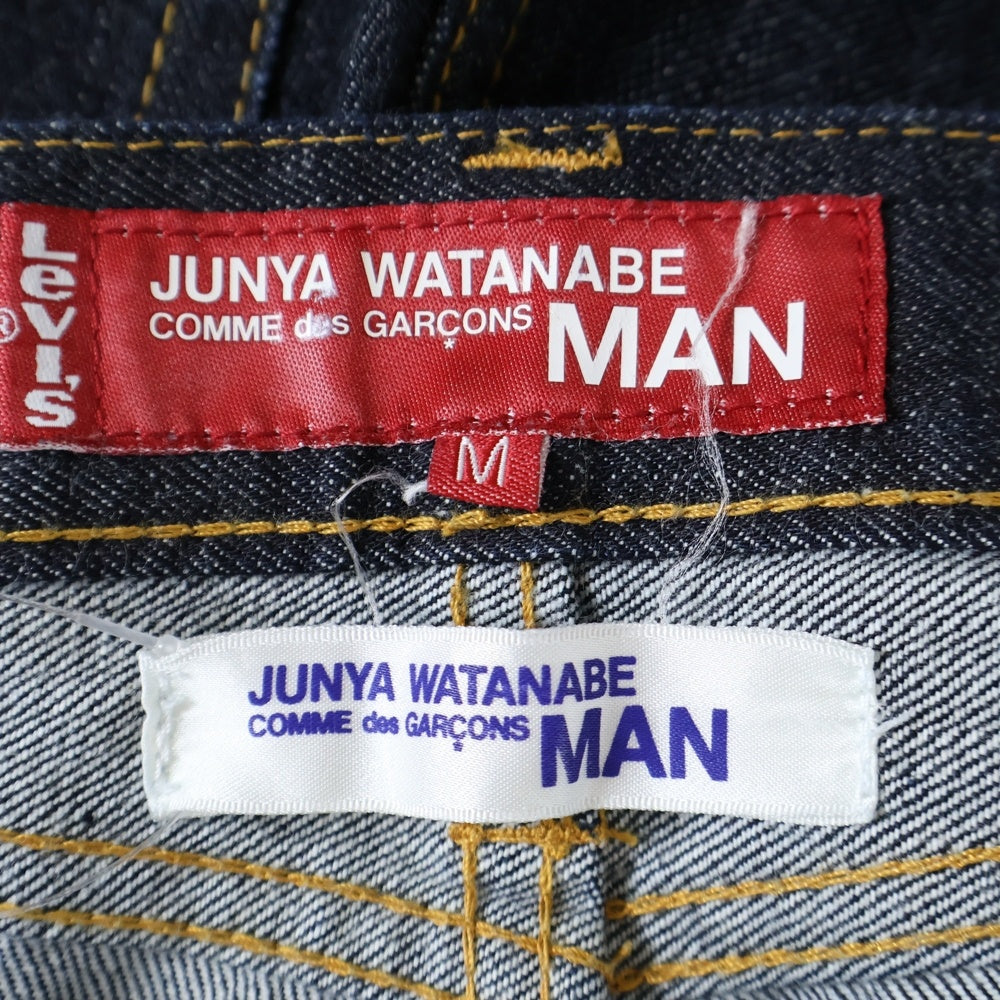 Levi's
®
JUNYA WATANABE
COMME des GARÇONS
*
MAN
M
JUNYA WATANABE
COMME des GARÇONS
*
MAN